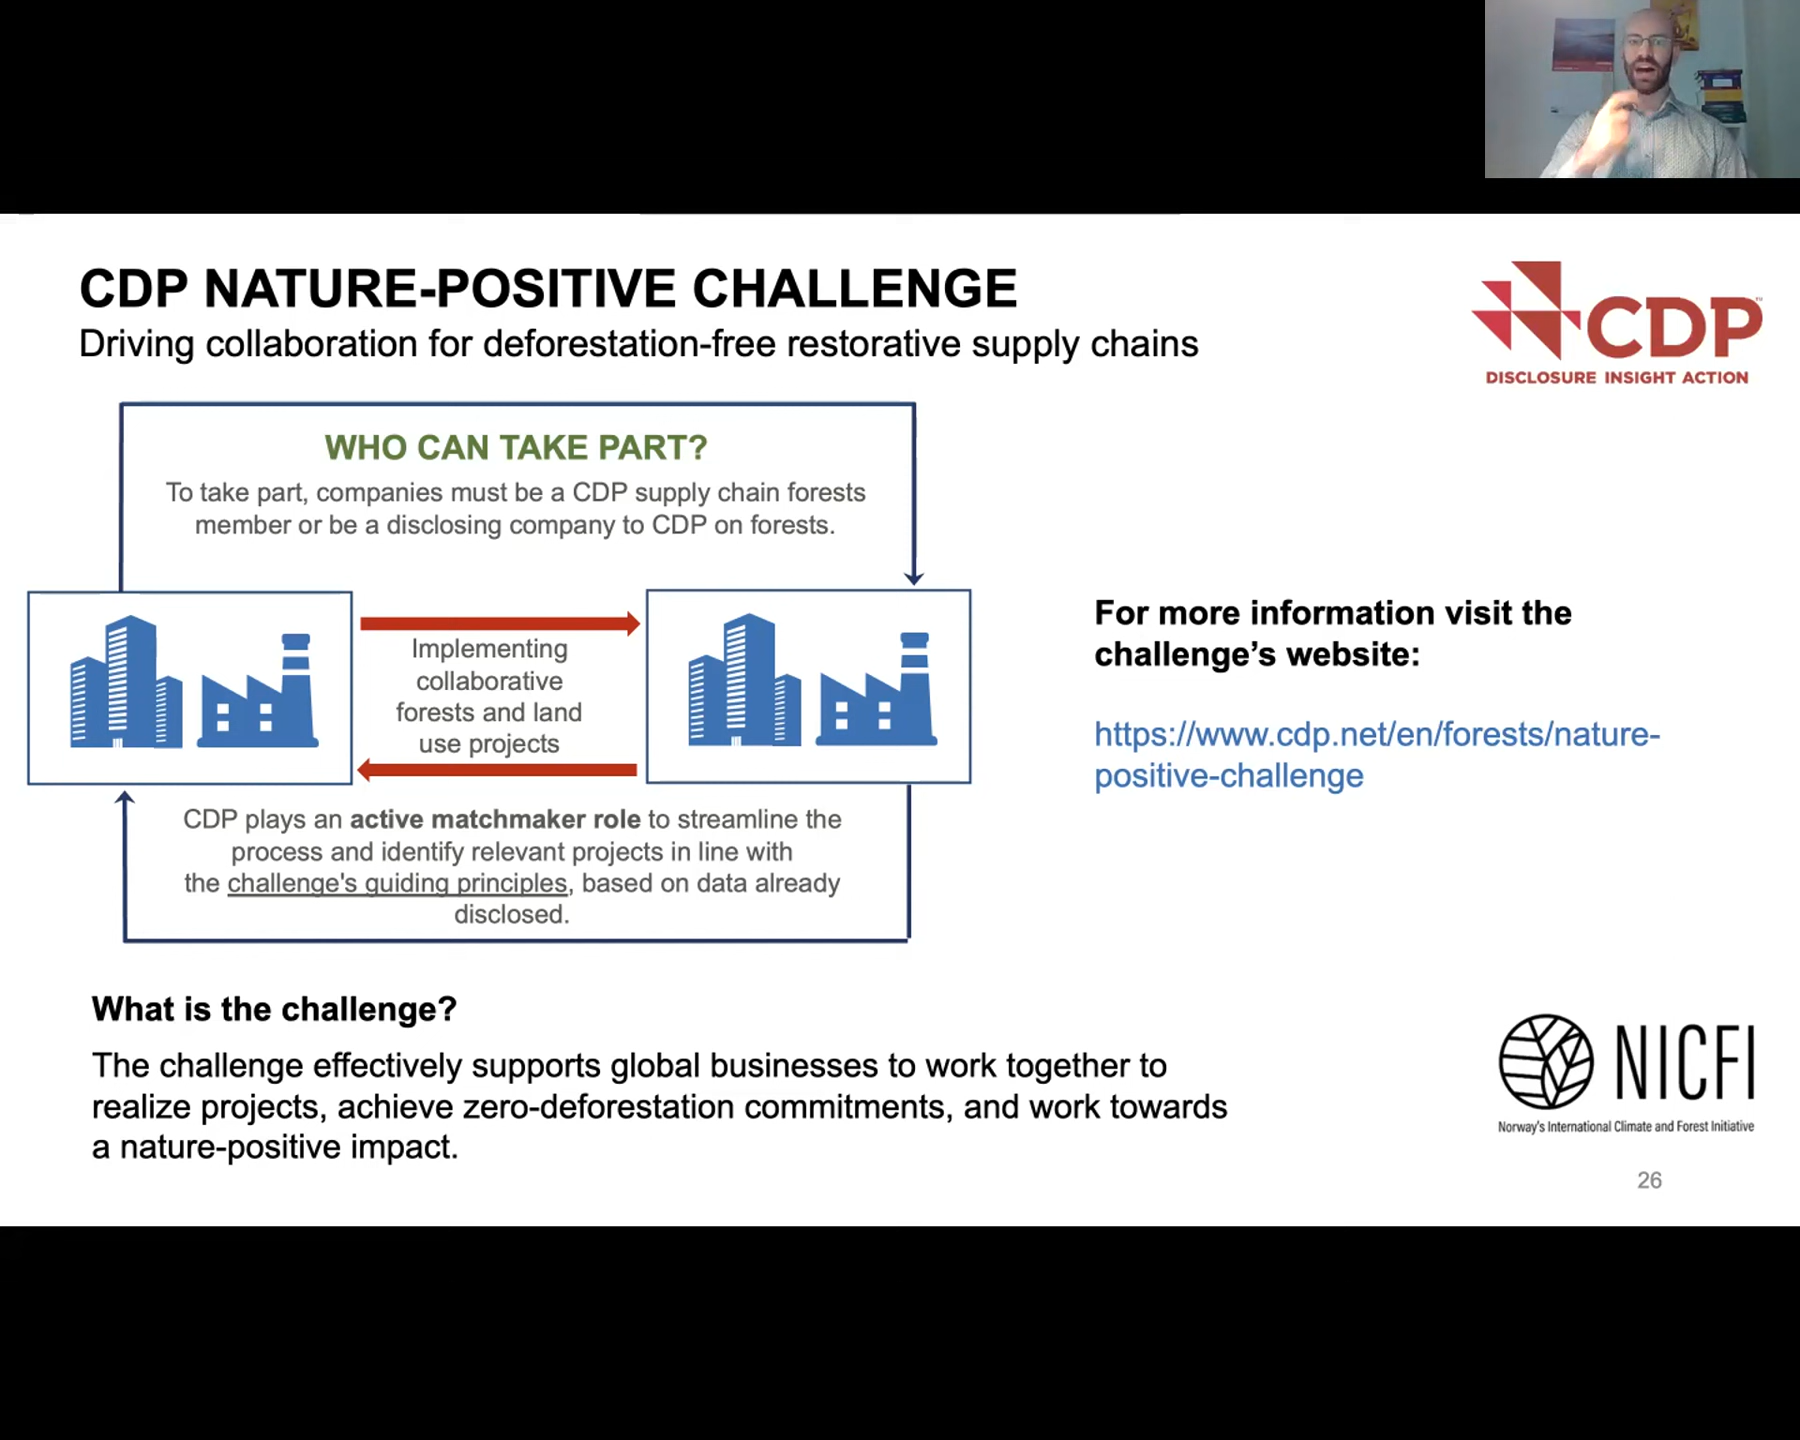 CDP NATURE-POSITIVE CHALLENGE
Driving collaboration for deforestation-free restorative supply chains
CDP™
DISCLOSURE INSIGHT ACTION
WHO CAN TAKE PART?
To take part, companies must be a CDP supply chain forests
member or be a disclosing company to CDP on forests.
Implementing
collaborative
forests and land
use projects
CDP plays an active matchmaker role to streamline the
process and identify relevant projects in line with
the challenge's guiding principles, based on data already
disclosed.
For more information visit the
challenge’s website:
https://www.cdp.net/en/forests/nature-
positive-challenge
What is the challenge?
The challenge effectively supports global businesses to work together to
realize projects, achieve zero-deforestation commitments, and work towards
a nature-positive impact.
NICFI
Norway's International Climate and Forest Initiative
26